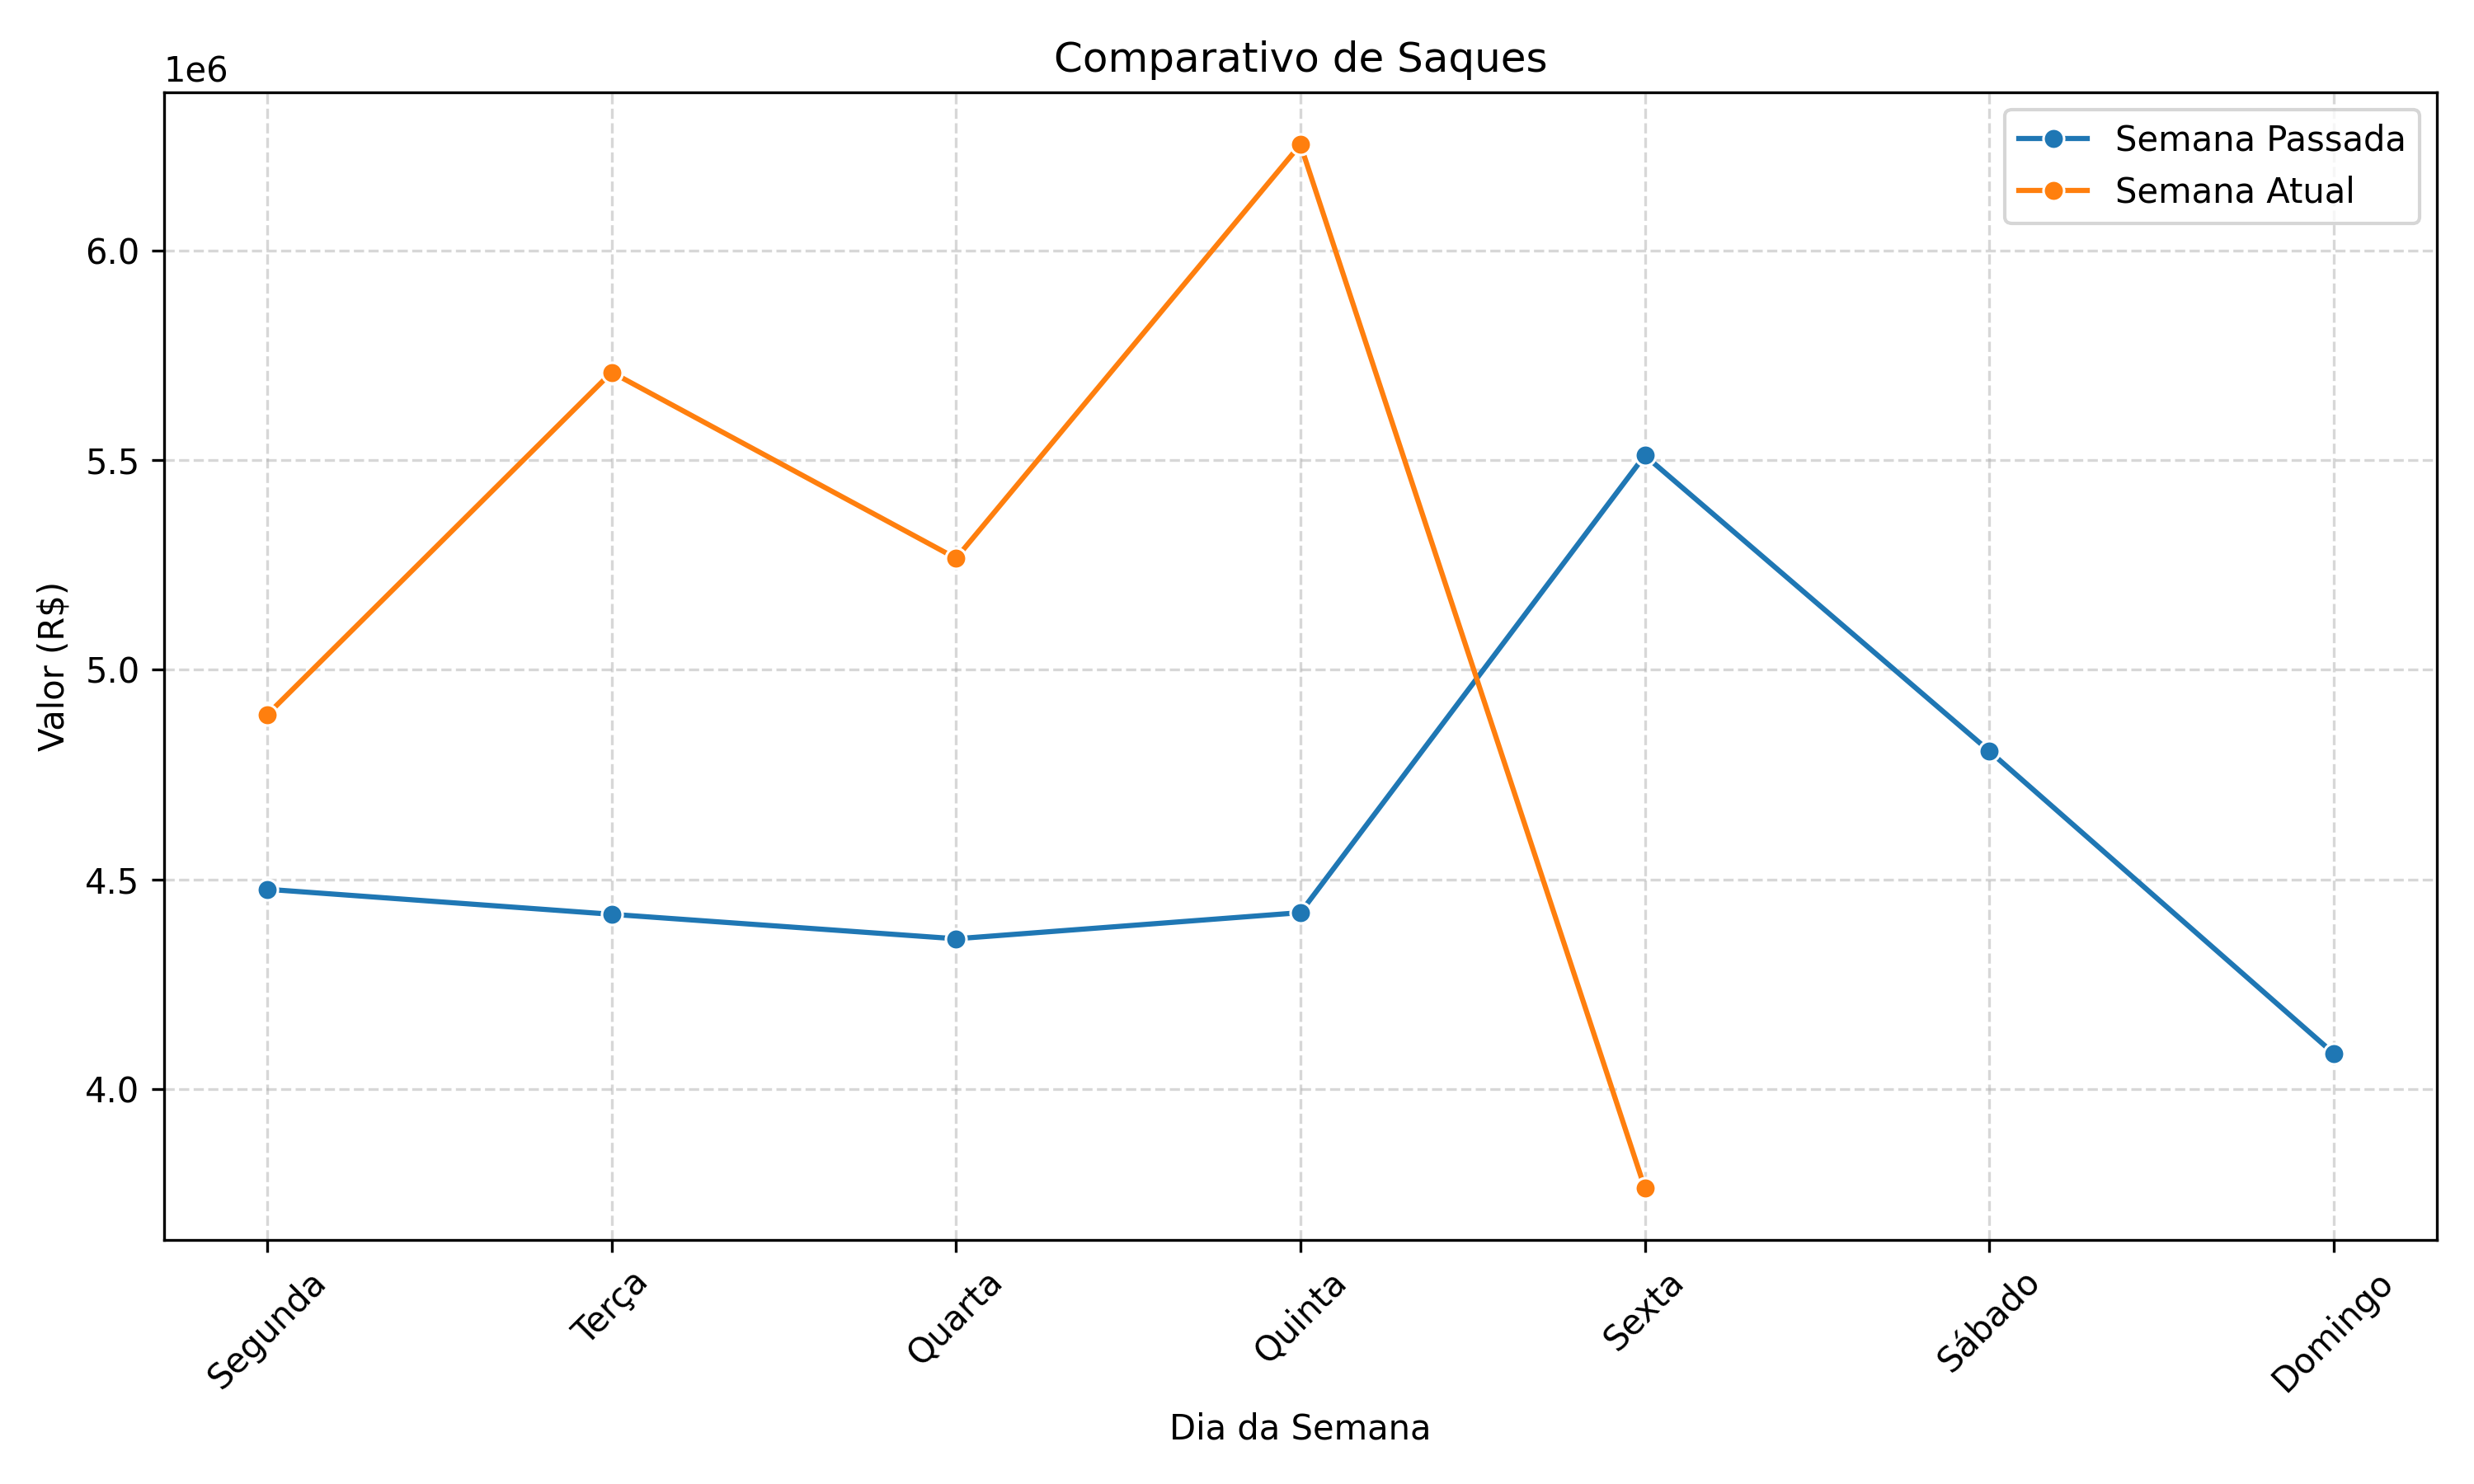 Comparativo de Saques
1e6
Semana Passada
Semana Atual
6.0
5.5
5.0
4.5
4.0
Valor (R$)
Segunda
Terça
Quarta
Quinta
Sexta
Sábado
Domingo
Dia da Semana